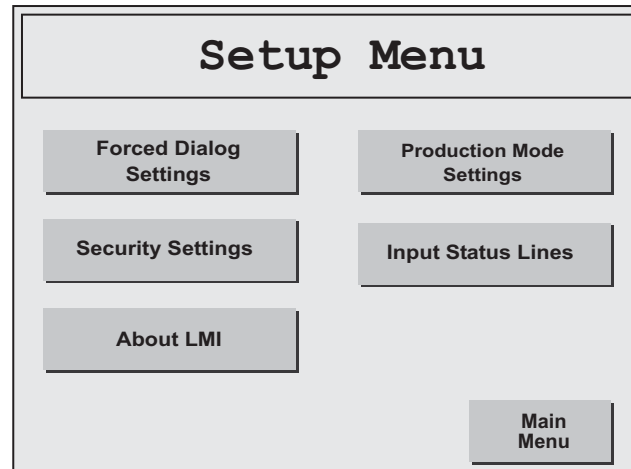 Setup Menu
Forced Dialog
Settings
Production Mode
Settings
Security Settings
Input Status Lines
About LMI
Main
Menu